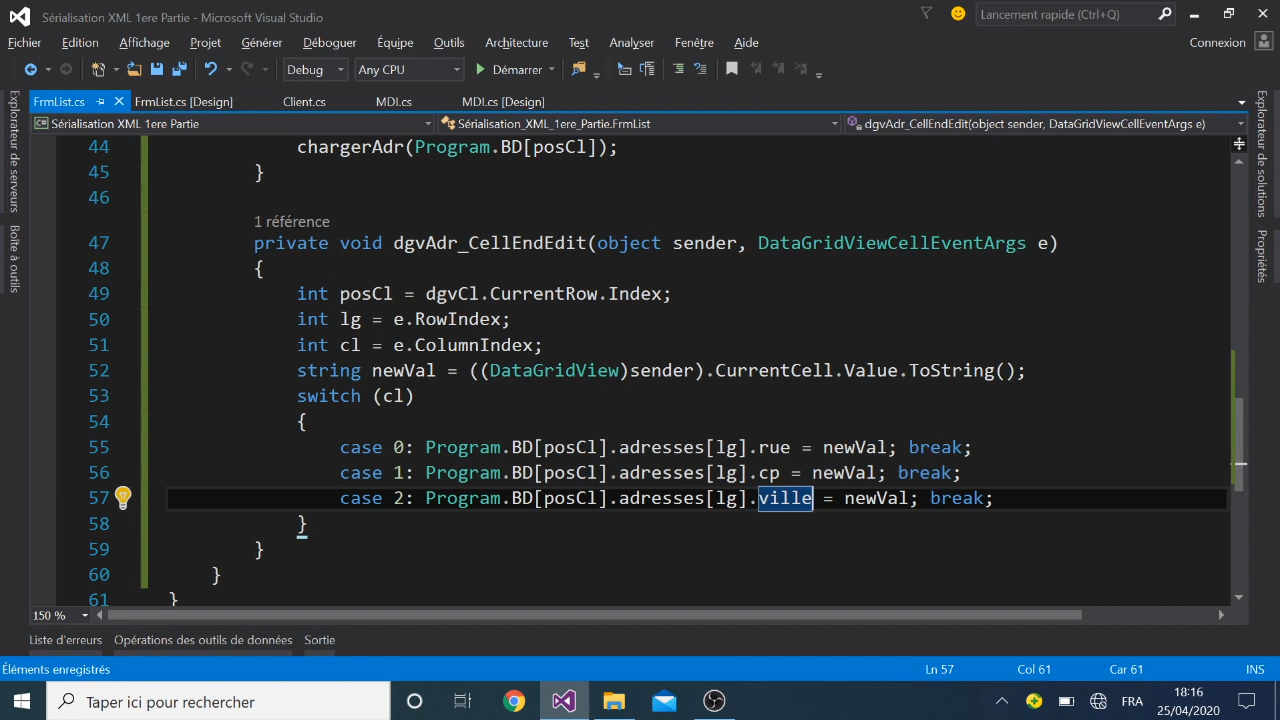 Sérialisation XML 1ere Partie - Microsoft Visual Studio
Lancement rapide (Ctrl+Q)
Fichier Edition Affichage Projet Générer Déboguer Équipe Outils Architecture Test Analyser Fenêtre Aide Connexion
Debug Any CPU Démarrer
FrmList.cs FrmList.cs [Design] Client.cs MDI.cs MDI.cs [Design]
Sérialisation XML 1ere Partie Sérialisation_XML_1ere_Partie.FrmList dgvAdr_CellEndEdit(object sender, DataGridViewCellEventArgs e)
Explorateur de serveurs
Boîte à outils
Explorateur de solutions
Propriétés
44 chargerAdr(Program.BD[posCl]);
45 }
46
1 référence
47 private void dgvAdr_CellEndEdit(object sender, DataGridViewCellEventArgs e)
48 {
49 int posCl = dgvCl.CurrentRow.Index;
50 int lg = e.RowIndex;
51 int cl = e.ColumnIndex;
52 string newVal = ((DataGridView)sender).CurrentCell.Value.ToString();
53 switch (cl)
54 {
55 case 0: Program.BD[posCl].adresses[lg].rue = newVal; break;
56 case 1: Program.BD[posCl].adresses[lg].cp = newVal; break;
57 case 2: Program.BD[posCl].adresses[lg].ville = newVal; break;
58 }
59 }
60 }
61 }
150 %
Liste d'erreurs Opérations des outils de données Sortie
Éléments enregistrés Ln 57 Col 61 Car 61 INS
Taper ici pour rechercher
FRA
18:16
25/04/2020